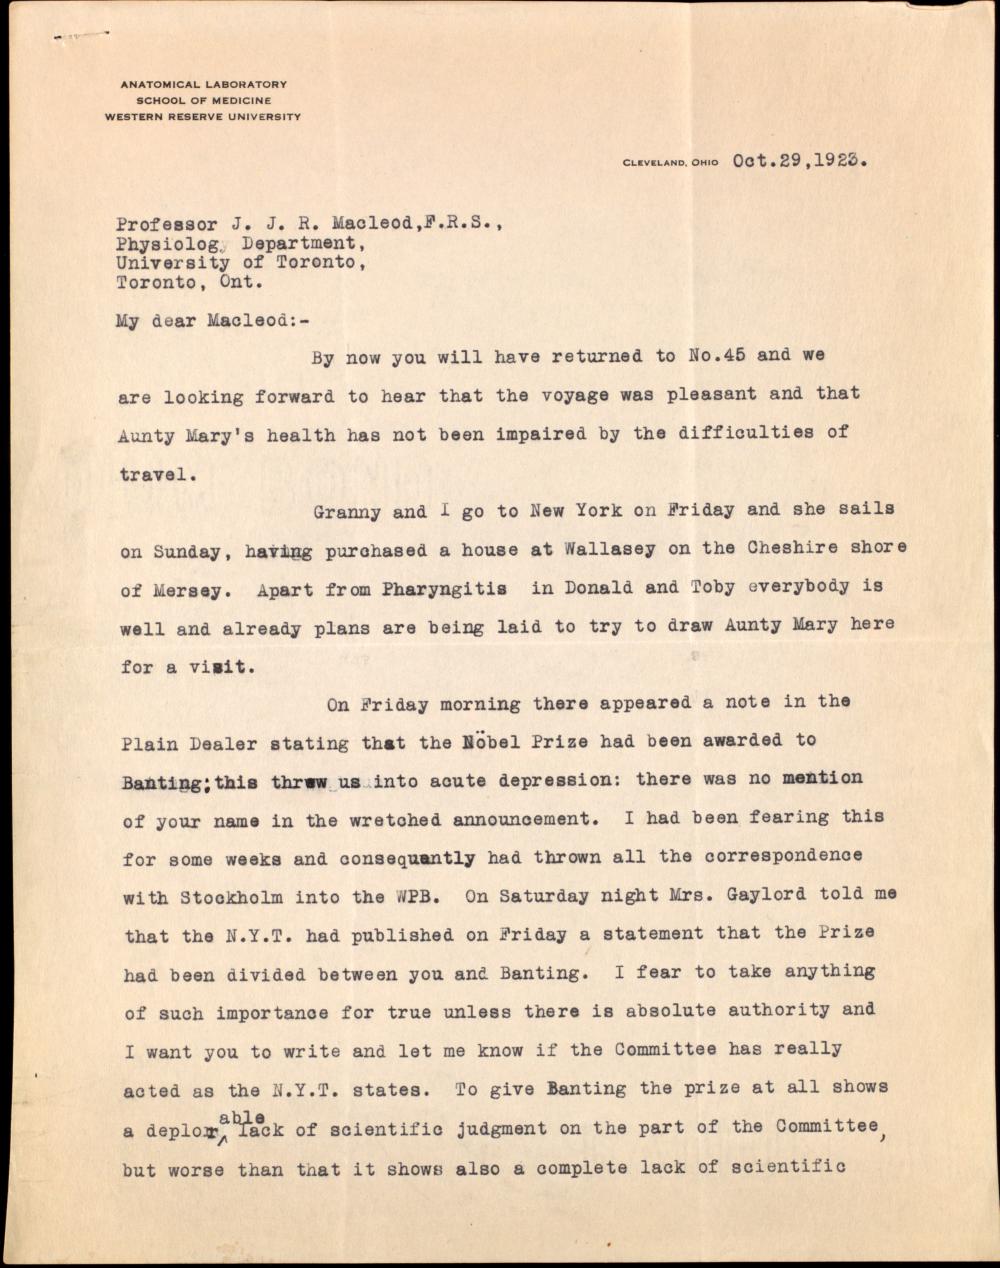 ANATOMICAL LABORATORY
SCHOOL OF MEDICINE
WESTERN RESERVE UNIVERSITY
CLEVELAND, OHIO Oct.29,1923.
Professor J. J. R. Macleod,F.R.S.,
Physiology Department,
University of Toronto,
Toronto, Ont.
My dear Macleod:-
By now you will have returned to No.45 and we
are looking forward to hear that the voyage was pleasant and that
Aunty Mary's health has not been impaired by the difficulties of
travel.
Granny and I go to New York on Friday and she sails
on Sunday, having purchased a house at Wallasey on the Cheshire shore
of Mersey. Apart from Pharyngitis in Donald and Toby everybody is
well and already plans are being laid to try to draw Aunty Mary here
for a visit.
On Friday morning there appeared a note in the
Plain Dealer stating that the Nöbel Prize had been awarded to
Banting; this threw us into acute depression: there was no mention
of your name in the wretched announcement. I had been fearing this
for some weeks and consequantly had thrown all the correspondence
with Stockholm into the WPB. On Saturday night Mrs. Gaylord told me
that the N.Y.T. had published on Friday a statement that the Prize
had been divided between you and Banting. I fear to take anything
of such importance for true unless there is absolute authority and
I want you to write and let me know if the Committee has really
acted as the N.Y.T. states. To give Banting the prize at all shows
a deplorable lack of scientific judgment on the part of the Committee,
but worse than that it shows also a complete lack of scientific